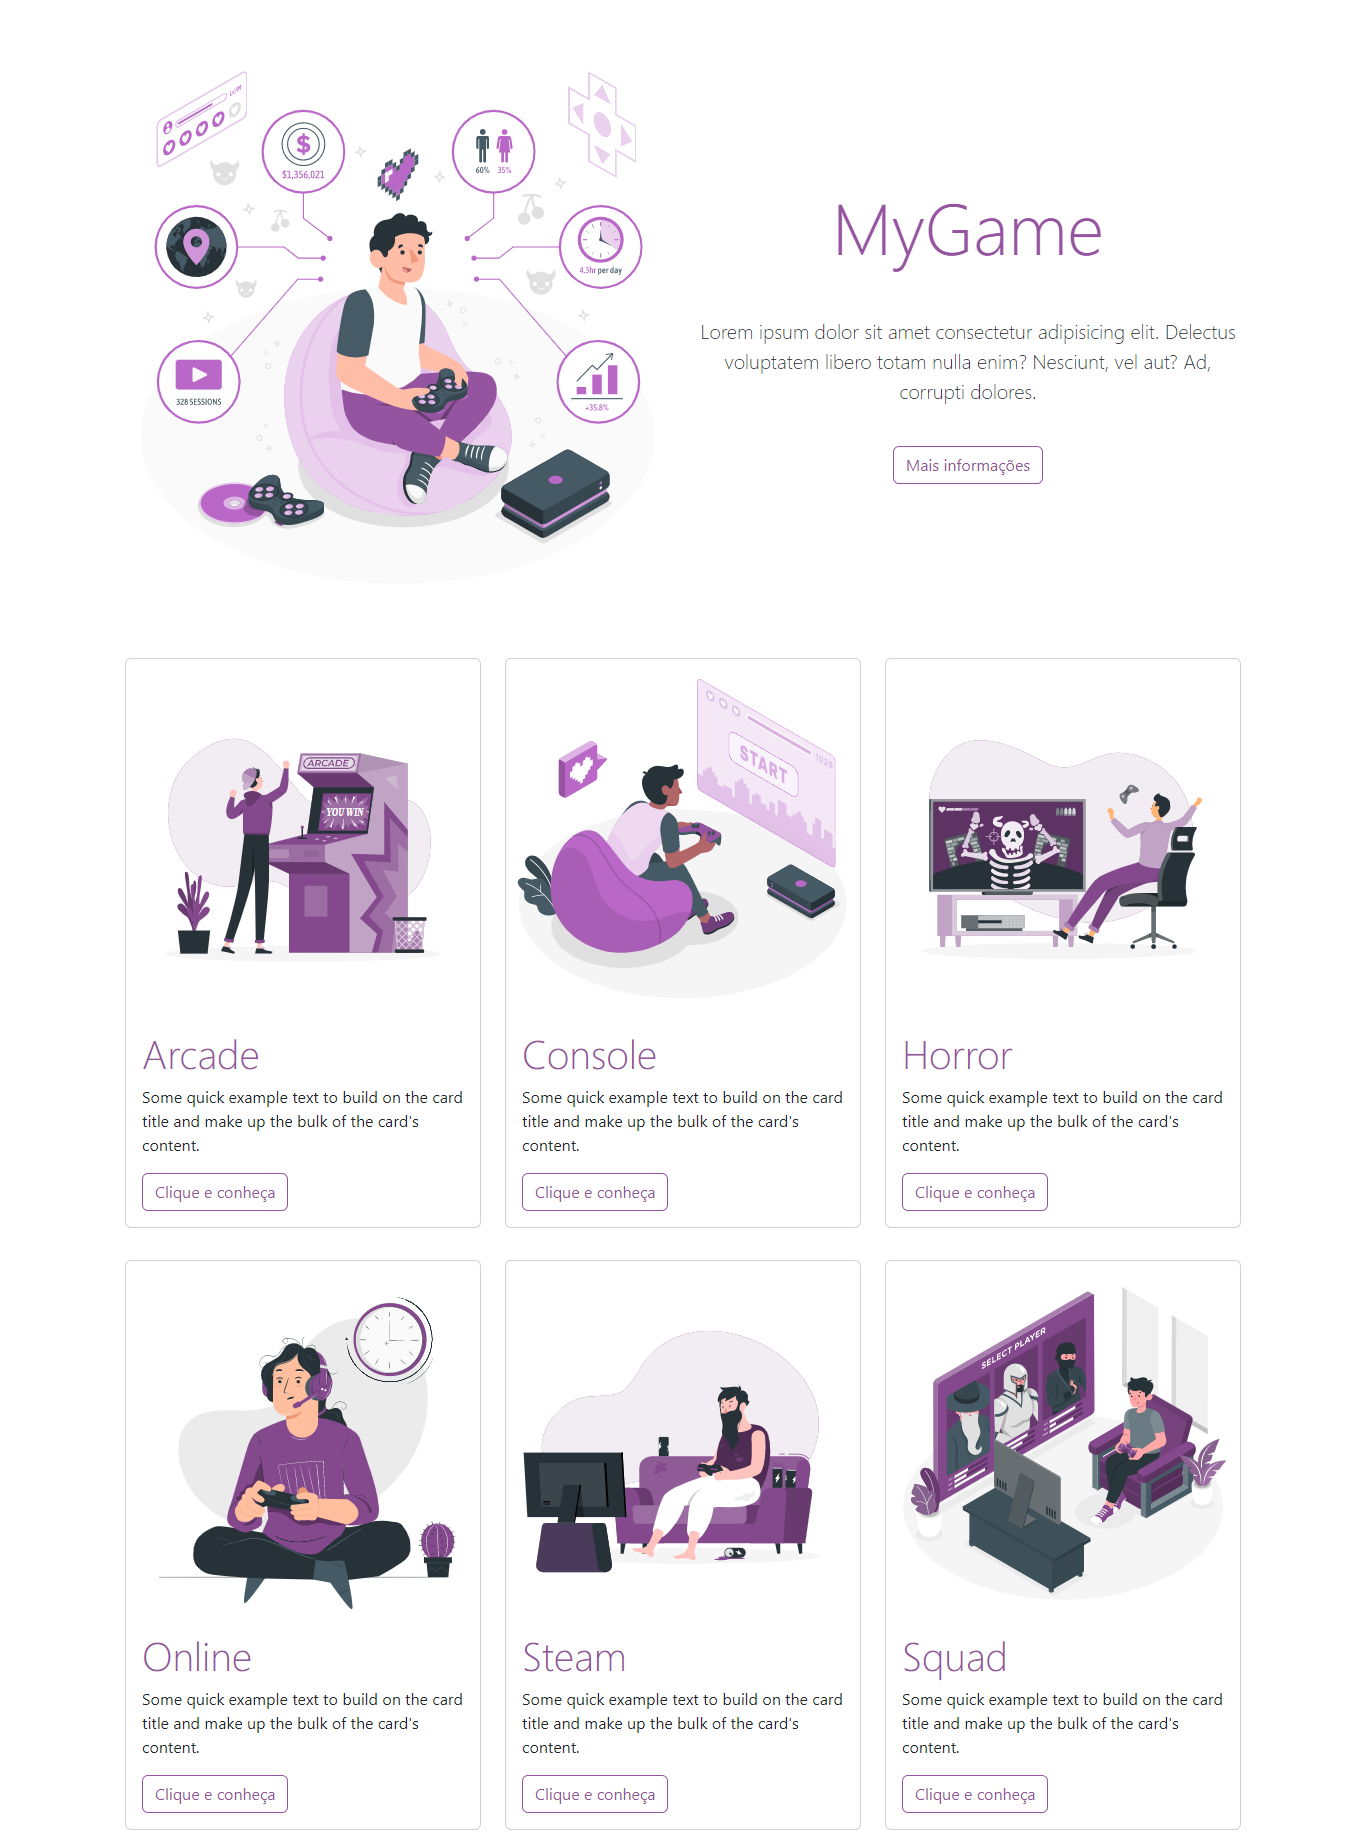 $1,356,021
60% 35%
4.3hr per day
328 SESSIONS
+35.8%
MyGame
Lorem ipsum dolor sit amet consectetur adipisicing elit. Delectus
voluptatem libero totam nulla enim? Nesciunt, vel aut? Ad,
corrupti dolores.
Mais informações
ARCADE
YOU WIN
START
1025
Arcade
Some quick example text to build on the card
title and make up the bulk of the card's
content.
Clique e conheça
Console
Some quick example text to build on the card
title and make up the bulk of the card's
content.
Clique e conheça
Horror
Some quick example text to build on the card
title and make up the bulk of the card's
content.
Clique e conheça
SELECT PLAYER
Online
Some quick example text to build on the card
title and make up the bulk of the card's
content.
Clique e conheça
Steam
Some quick example text to build on the card
title and make up the bulk of the card's
content.
Clique e conheça
Squad
Some quick example text to build on the card
title and make up the bulk of the card's
content.
Clique e conheça